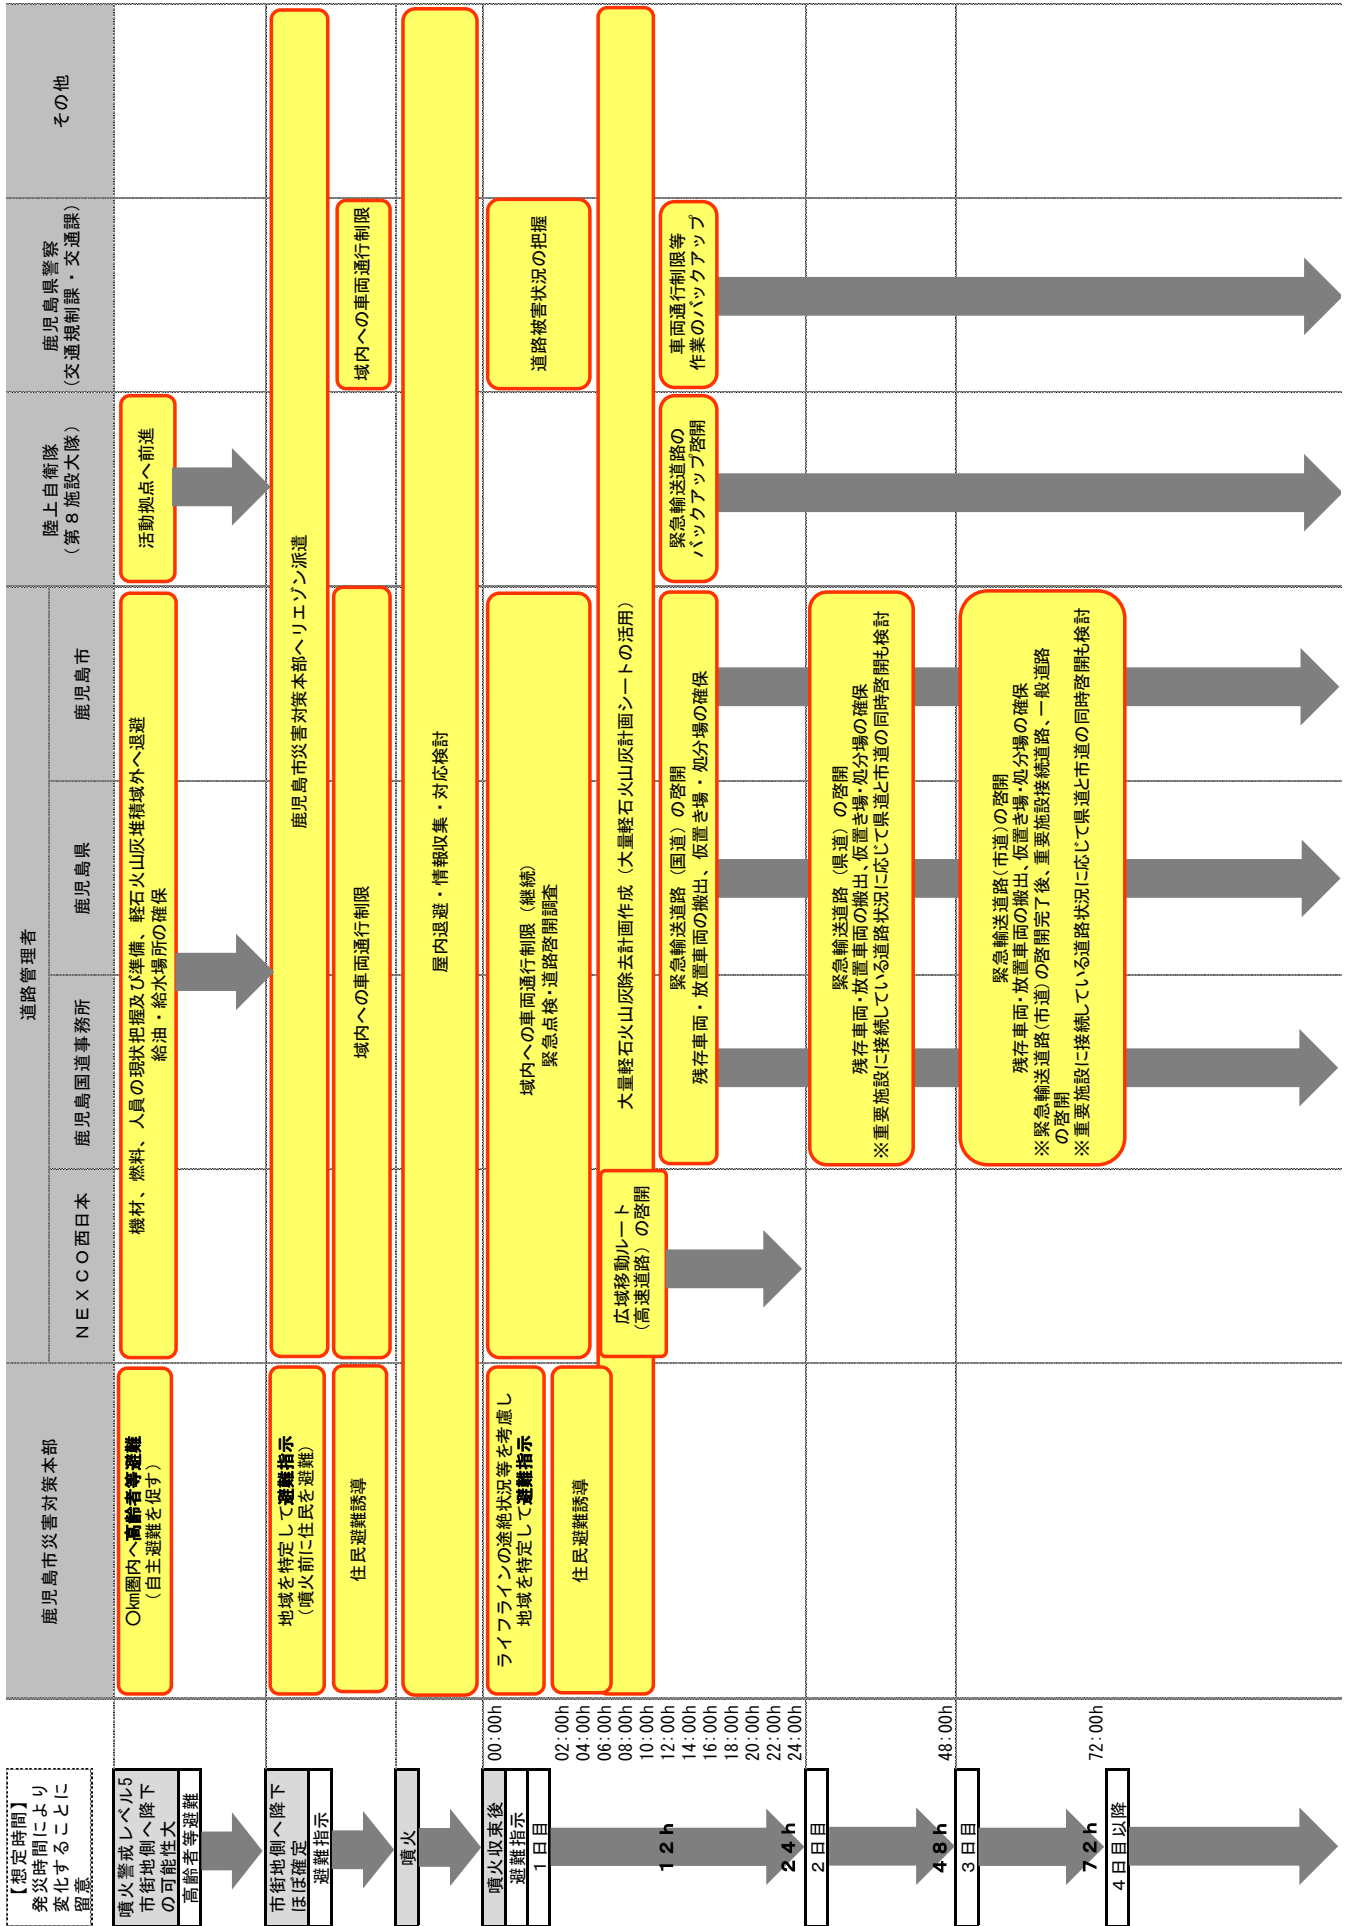 【想定時間】
発災時間により
変化することに
留意
鹿児島市災害対策本部
道路管理者
NEXCO西日本
鹿児島国道事務所
鹿児島県
鹿児島市
陸上自衛隊
(第8施設大隊)
鹿児島県警察
(交通規制課・交通課)
その他
噴火警戒レベル5
市街地側へ降下
の可能性大
高齢者等避難
〇km圏内へ高齢者等避難
(自主避難を促す)
機材、燃料、人員の現状把握及び準備、軽石火山灰堆積域外へ退避
給油・給水場所の確保
活動拠点へ前進
市街地側へ降下
ほぼ確定
避難指示
地域を特定して避難指示
(噴火前に住民を避難)
鹿児島市災害対策本部へリエゾン派遣
住民避難誘導
域内への車両通行制限
域内への車両通行制限
噴火
屋内退避・情報収集・対応検討
噴火収束後
避難指示
1日目
00:00h
02:00h
04:00h
06:00h
08:00h
10:00h
12:00h
14:00h
16:00h
18:00h
20:00h
22:00h
24:00h
12h
24h
ライフラインの途絶状況等を考慮し
地域を特定して避難指示
住民避難誘導
域内への車両通行制限(継続)
緊急点検・道路啓開調査
道路被害状況の把握
大量軽石火山灰除去計画作成(大量軽石火山灰計画シートの活用)
広域移動ルート
(高速道路)の啓開
緊急輸送道路(国道)の啓開
残存車両・放置車両の搬出、仮置き場・処分場の確保
緊急輸送道路の
バックアップ啓開
車両通行制限等
作業のバックアップ
2日目
48h
48:00h
緊急輸送道路(県道)の啓開
残存車両・放置車両の搬出、仮置き場・処分場の確保
※重要施設に接続している道路状況に応じて県道と市道の同時啓開も検討
3日目
72h
72:00h
緊急輸送道路(市道)の啓開
残存車両・放置車両の搬出、仮置き場・処分場の確保
※緊急輸送道路(市道)の啓開完了後、重要施設接続道路、一般道路
の啓開
※重要施設に接続している道路状況に応じて県道と市道の同時啓開も検討
4日目以降